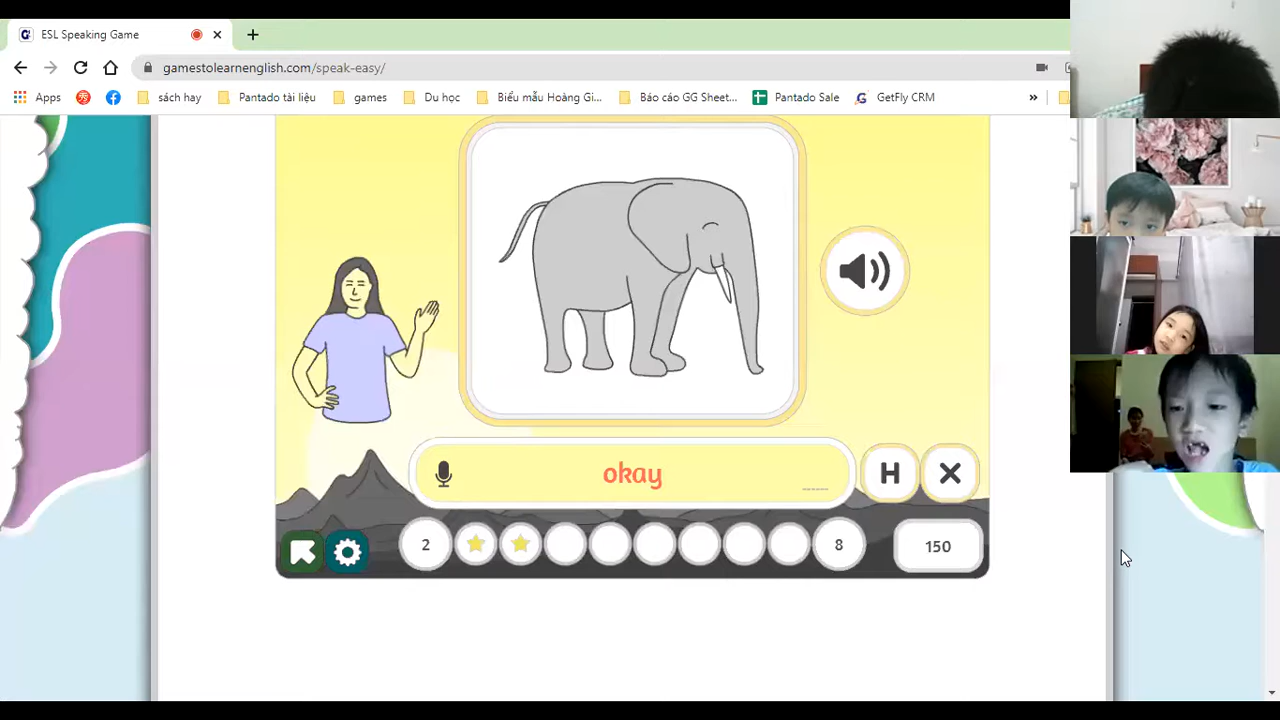 ESL Speaking Game
gamestolearnenglish.com/speak-easy/
Apps sách hay Pantado tài liệu games Du học Biểu mẫu Hoàng Gi... Báo cáo GG Sheet... Pantado Sale GetFly CRM »
okay ___
H X
2 8 150